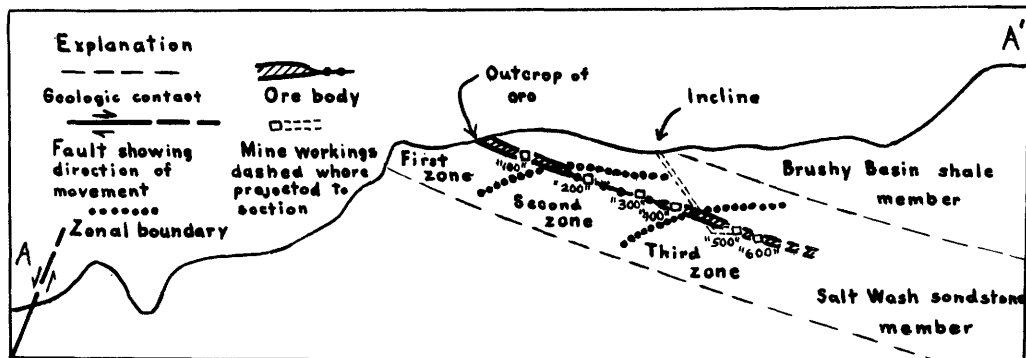 Explanation
Geologic contact
Fault showing
direction of
movement
Zonal boundary
Ore body
Mine workings
dashed where
projected to
section
A
A'
Outcrop of
oro
Incline
First
zone
"100"
"200"
Second
zone
"300"
"400"
Third
zone
"500"
"600"
Brushy Basin shale
member
Salt Wash sandstone
member